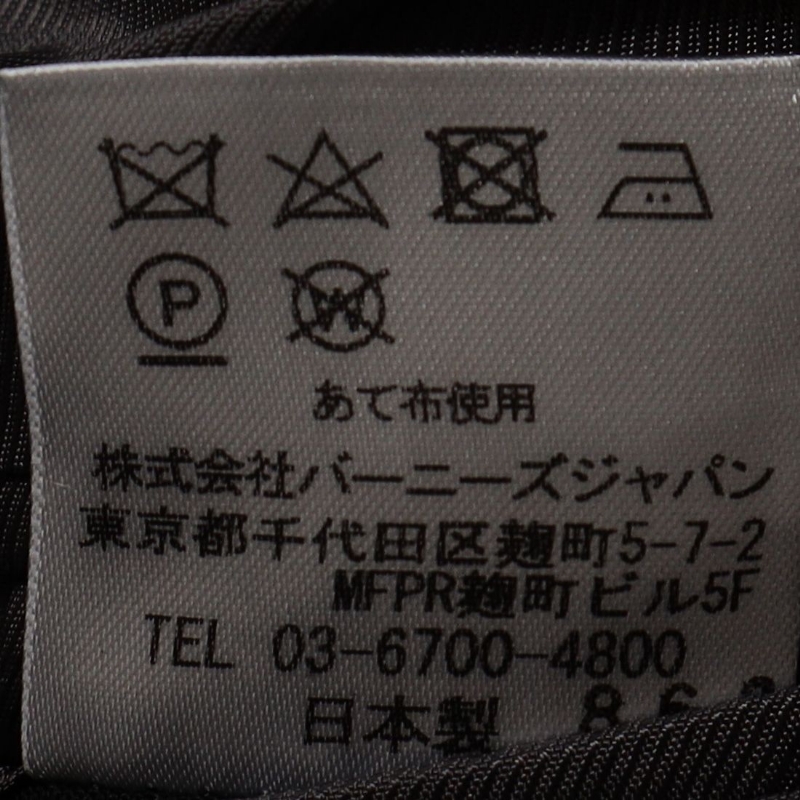 P W
あて布使用
株式会社バーニーズジャパン
東京都千代田区麹町5-7-2
MFPR麹町ビル5F
TEL 03-6700-4800
日本製 8 6